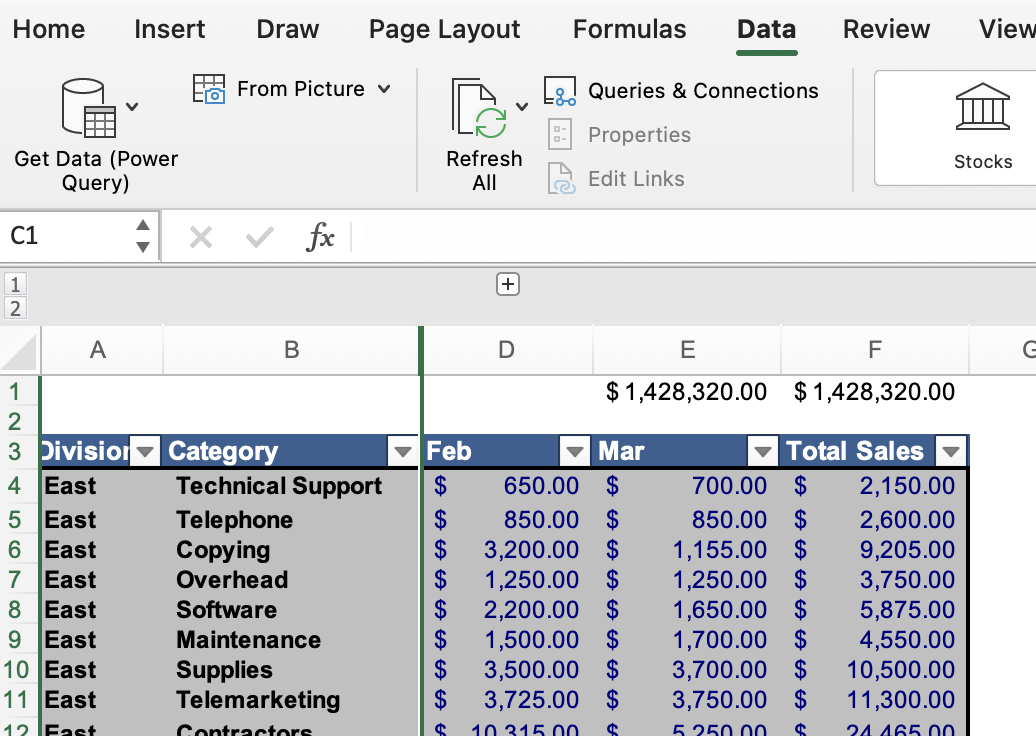 Home Insert Draw Page Layout Formulas Data Review View
From Picture
Queries & Connections
Properties
Edit Links
Get Data (Power
Query)
Refresh
All
Stocks
C1 fx
1
2
A B D E F
1 $ 1,428,320.00 $ 1,428,320.00
2
3 Division Category Feb Mar Total Sales
4 East Technical Support $ 650.00 $ 700.00 $ 2,150.00
5 East Telephone $ 850.00 $ 850.00 $ 2,600.00
6 East Copying $ 3,200.00 $ 1,155.00 $ 9,205.00
7 East Overhead $ 1,250.00 $ 1,250.00 $ 3,750.00
8 East Software $ 2,200.00 $ 1,650.00 $ 5,875.00
9 East Maintenance $ 1,500.00 $ 1,700.00 $ 4,550.00
10 East Supplies $ 3,500.00 $ 3,700.00 $ 10,500.00
11 East Telemarketing $ 3,725.00 $ 3,750.00 $ 11,300.00
12 East Contractors $ 10,315.00 $ 5,250.00 $ 24,465.00